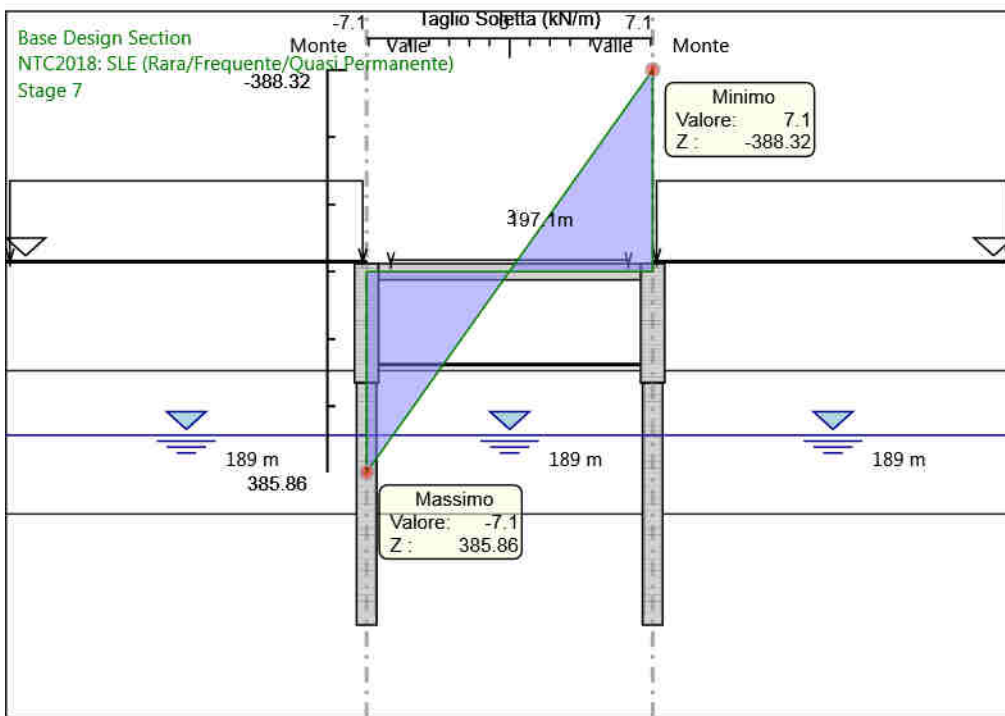 -7.1 Taglio Soletta (kN/m) 7.1
Base Design Section
Monte Valle Valle Monte
NTC2018: SLE (Rara/Frequente/Quasi Permanente)
-388.32
Stage 7
Minimo
Valore: 7.1
Z : -388.32
197.1m
189 m 189 m 189 m
385.86
Massimo
Valore: -7.1
Z : 385.86